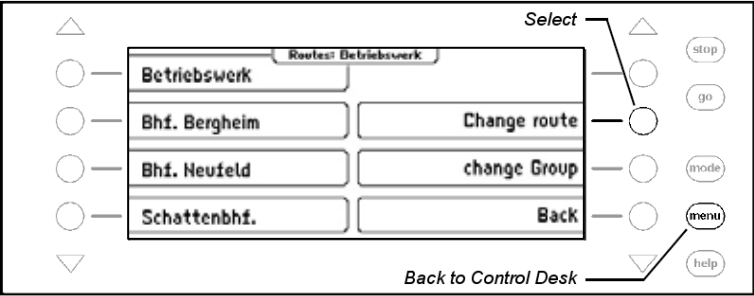 Select
Routes: Betriebswerk
stop
Betriebswerk
go
Bhf. Bergheim
Change route
Bhf. Neufeld
change Group
mode
Schattenbhf.
Back
menu
help
Back to Control Desk